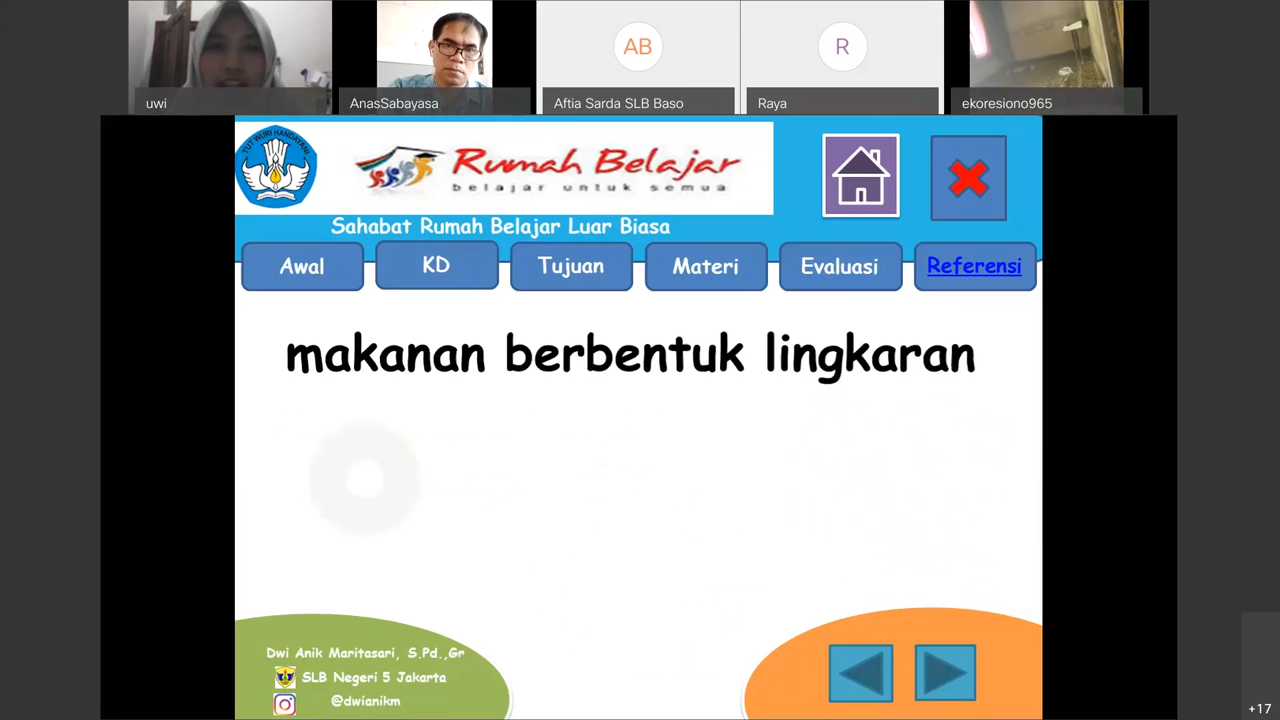 AB
R
uwi
AnasSabayasa
Aftia Sarda SLB Baso
Raya
ekoresiono965
TUT WURI HANDAYANI
Rumah Belajar
belajar untuk semua
Sahabat Rumah Belajar Luar Biasa
Awal
KD
Tujuan
Materi
Evaluasi
Referensi
makanan berbentuk lingkaran
Dwi Anik Maritasari, S.Pd.,Gr
SLB Negeri 5 Jakarta
@dwianikm
+17